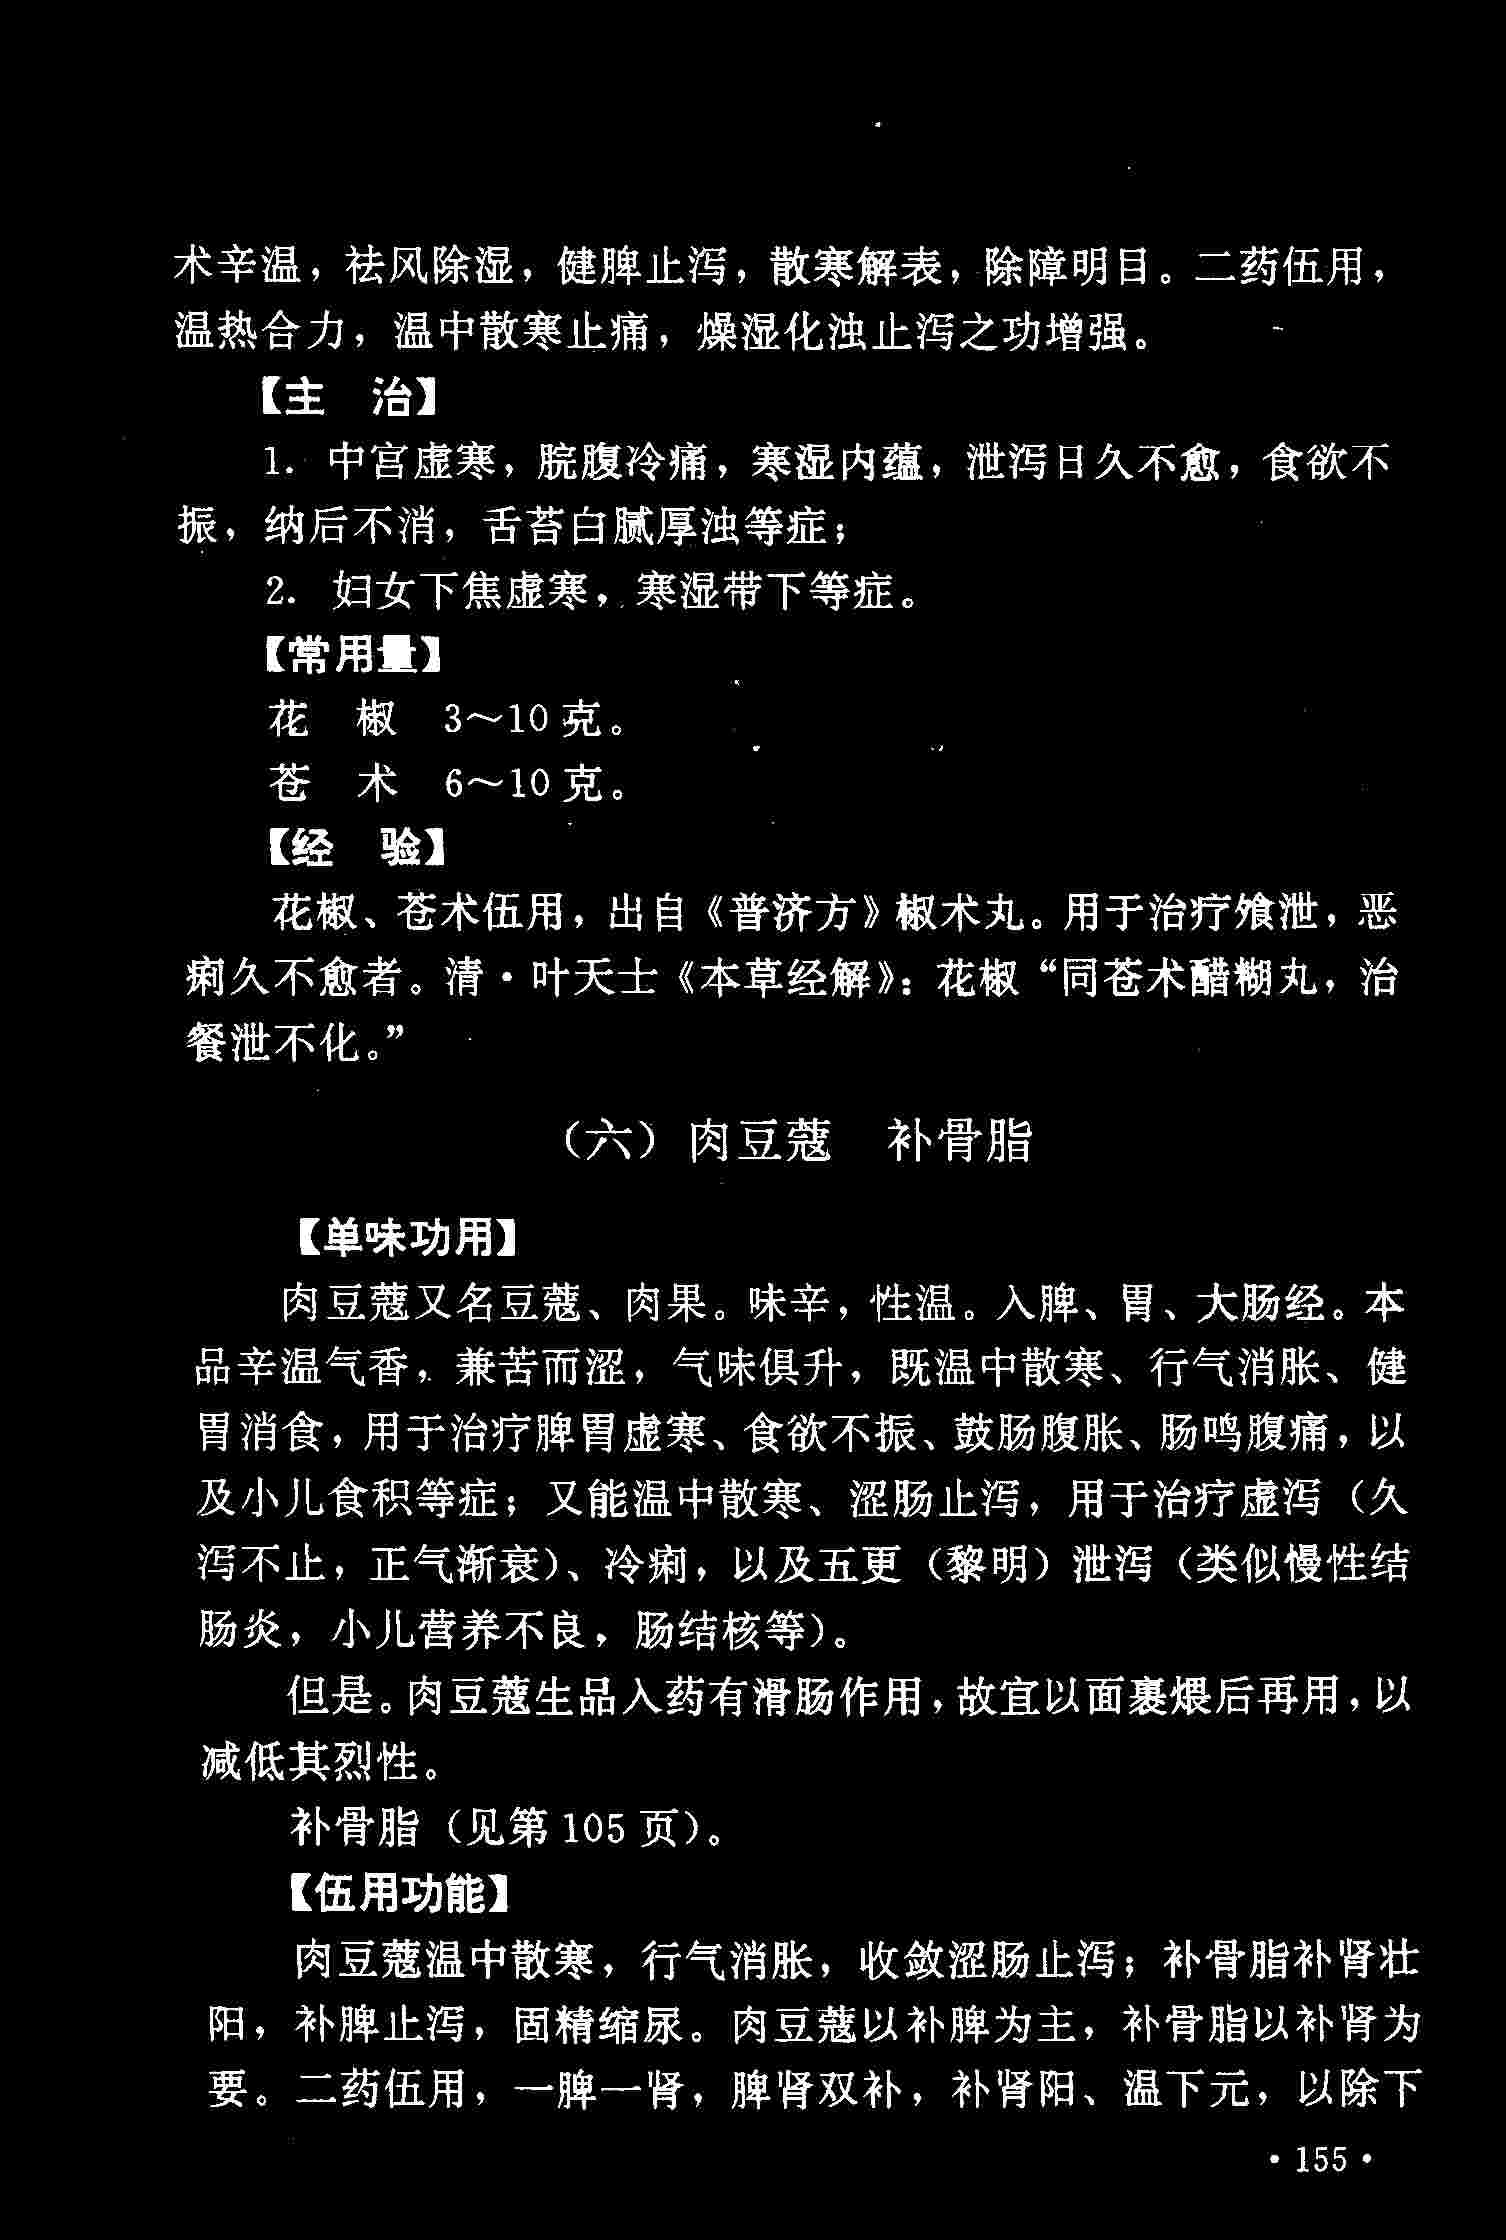 术辛温，祛风除湿，健脾止泻，散寒解表，除障明目。二药伍用，
温热合力，温中散寒止痛，燥湿化浊止泻之功增强。
【主　治】
1. 中宫虚寒，脘腹冷痛，寒湿内蕴，泄泻日久不愈，食欲不
振，纳后不消，舌苔白腻厚浊等症；
2. 妇女下焦虚寒，寒湿带下等症。
【常用量】
花　椒　3～10克。
苍　术　6～10克。
【经　验】
花椒、苍术伍用，出自《普济方》椒术丸。用于治疗飧泄，恶
痢久不愈者。清·叶天士《本草经解》：花椒“同苍术醋糊丸，治
餐泄不化。”
（六）肉豆蔻　补骨脂
【单味功用】
肉豆蔻又名豆蔻、肉果。味辛，性温。入脾、胃、大肠经。本
品辛温气香，兼苦而涩，气味俱升，既温中散寒、行气消胀、健
胃消食，用于治疗脾胃虚寒、食欲不振、鼓肠腹胀、肠鸣腹痛，以
及小儿食积等症；又能温中散寒、涩肠止泻，用于治疗虚泻（久
泻不止，正气渐衰）、冷痢，以及五更（黎明）泄泻（类似慢性结
肠炎，小儿营养不良，肠结核等）。
但是。肉豆蔻生品入药有滑肠作用，故宜以面裹煨后再用，以
减低其烈性。
补骨脂（见第105页）。
【伍用功能】
肉豆蔻温中散寒，行气消胀，收敛涩肠止泻；补骨脂补肾壮
阳，补脾止泻，固精缩尿。肉豆蔻以补脾为主，补骨脂以补肾为
要。二药伍用，一脾一肾，脾肾双补，补肾阳、温下元，以除下
·155·